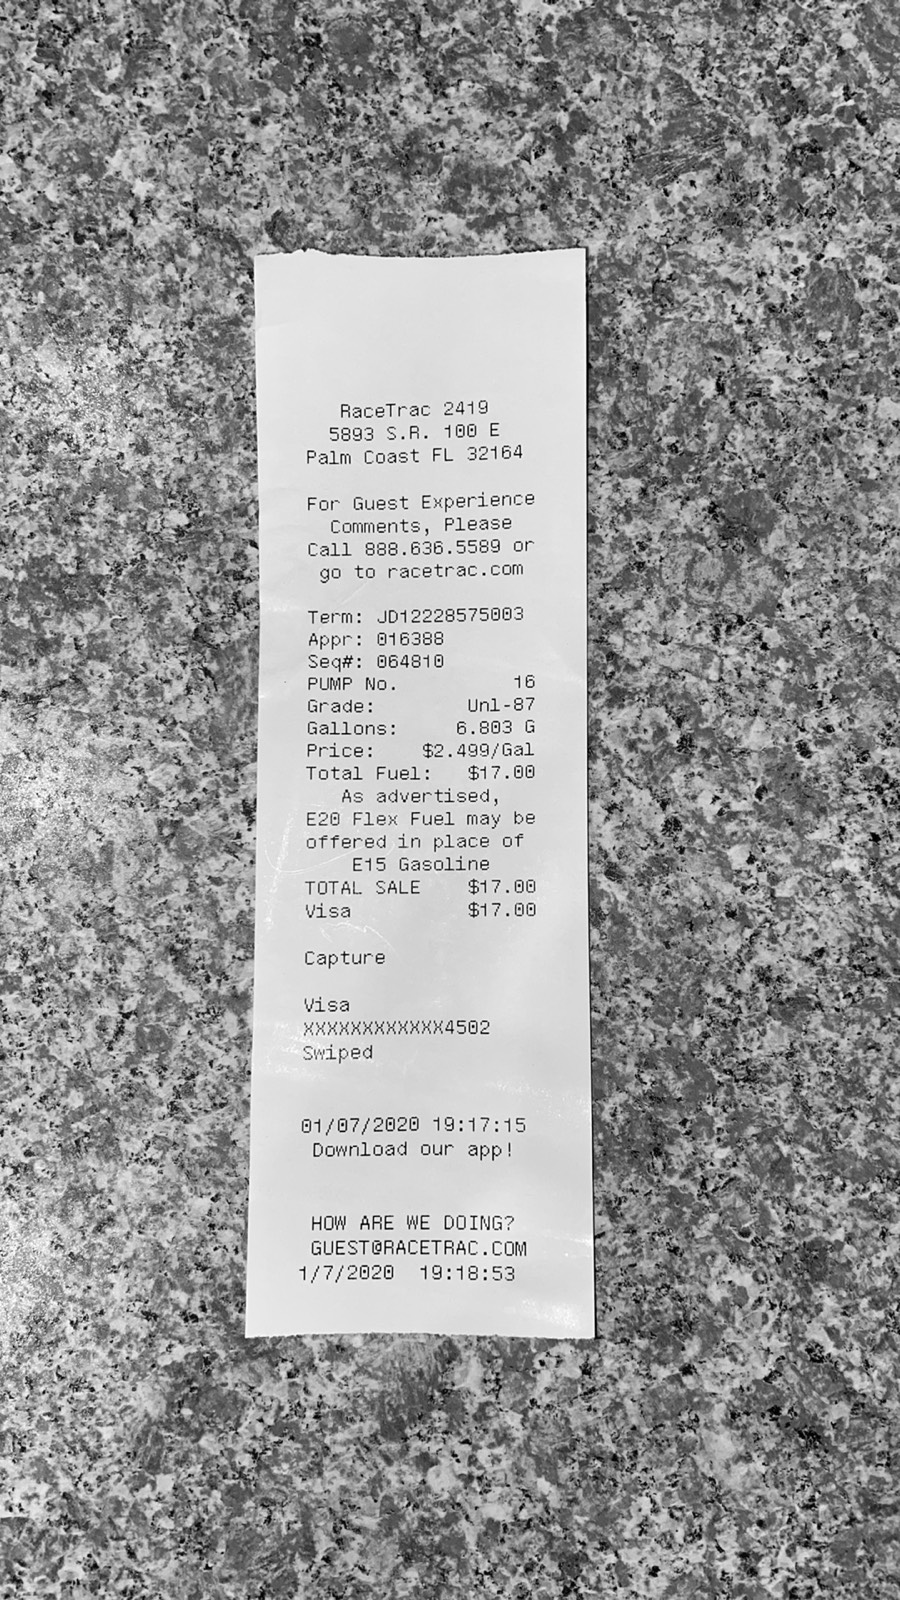 RaceTrac 2419
5893 S.R. 100 E
Palm Coast FL 32164
For Guest Experience
Comments, Please
Call 888.636.5589 or
go to racetrac.com
Term: JD12228575003
Appr: 016388
Seq#: 064810
PUMP No. 16
Grade: Unl-87
Gallons: 6.803 G
Price: $2.499/Gal
Total Fuel: $17.00
As advertised,
E20 Flex Fuel may be
offered in place of
E15 Gasoline
TOTAL SALE $17.00
Visa $17.00
Capture
Visa
XXXXXXXXXXXX4502
Swiped
01/07/2020 19:17:15
Download our app!
HOW ARE WE DOING?
GUEST@RACETRAC.COM
1/7/2020 19:18:53